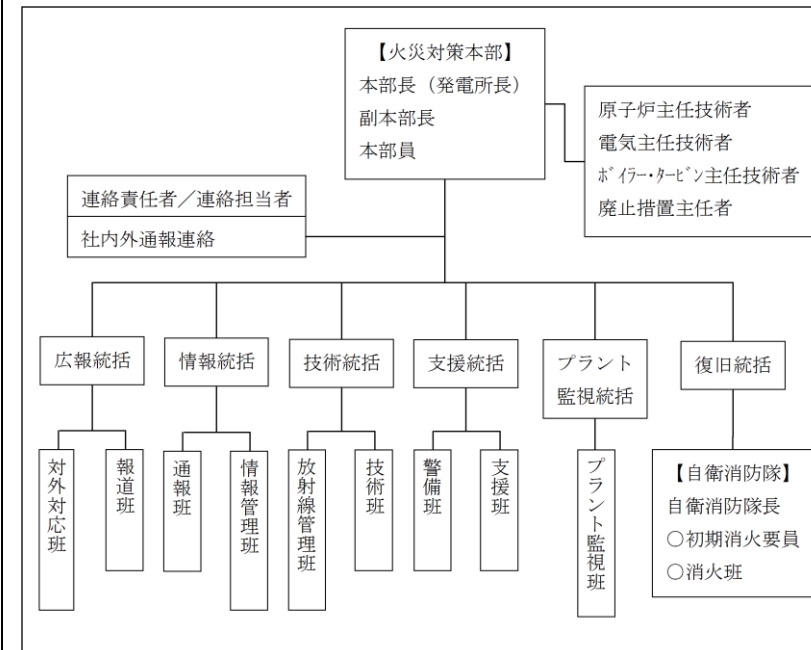 【火災対策本部】
本部長（発電所長）
副本部長
本部員
原子炉主任技術者
電気主任技術者
ﾎﾞｲﾗｰ・ﾀｰﾋﾞﾝ主任技術者
廃止措置主任者
連絡責任者／連絡担当者
社内外通報連絡
広報統括
情報統括
技術統括
支援統括
プラント
監視統括
復旧統括
対外対応班
報道班
通報班
情報管理班
放射線管理班
技術班
警備班
支援班
プラント監視班
【自衛消防隊】
自衛消防隊長
○初期消火要員
○消火班